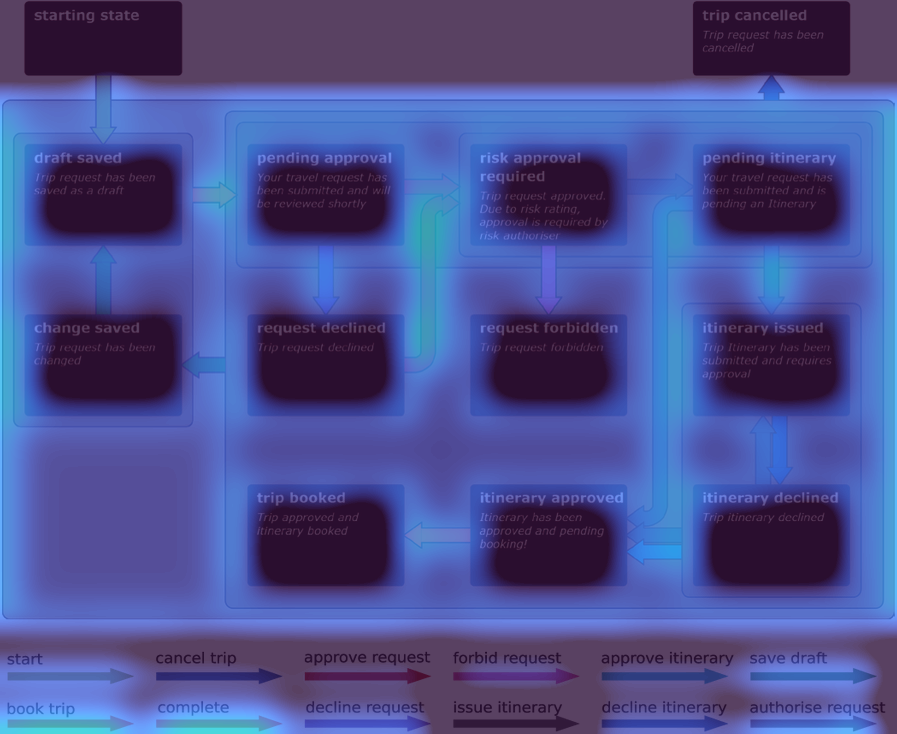 starting state
trip cancelled
Trip request has been
cancelled
draft saved
Trip request has been
saved as a draft
pending approval
Your travel request has
been submitted and will
be reviewed shortly
risk approval
required
Trip request approved.
Due to risk rating,
approval is required by
risk authoriser
pending itinerary
Your travel request has
been submitted and is
pending an Itinerary
change saved
Trip request has been
changed
request declined
Trip request declined
request forbidden
Trip request forbidden
itinerary issued
Trip Itinerary has been
submitted and requires
approval
trip booked
Trip approved and
itinerary booked
itinerary approved
Itinerary has been
approved and pending
booking!
itinerary declined
Trip itinerary declined
start
cancel trip
approve request
forbid request
approve itinerary
save draft
book trip
complete
decline request
issue itinerary
decline itinerary
authorise request